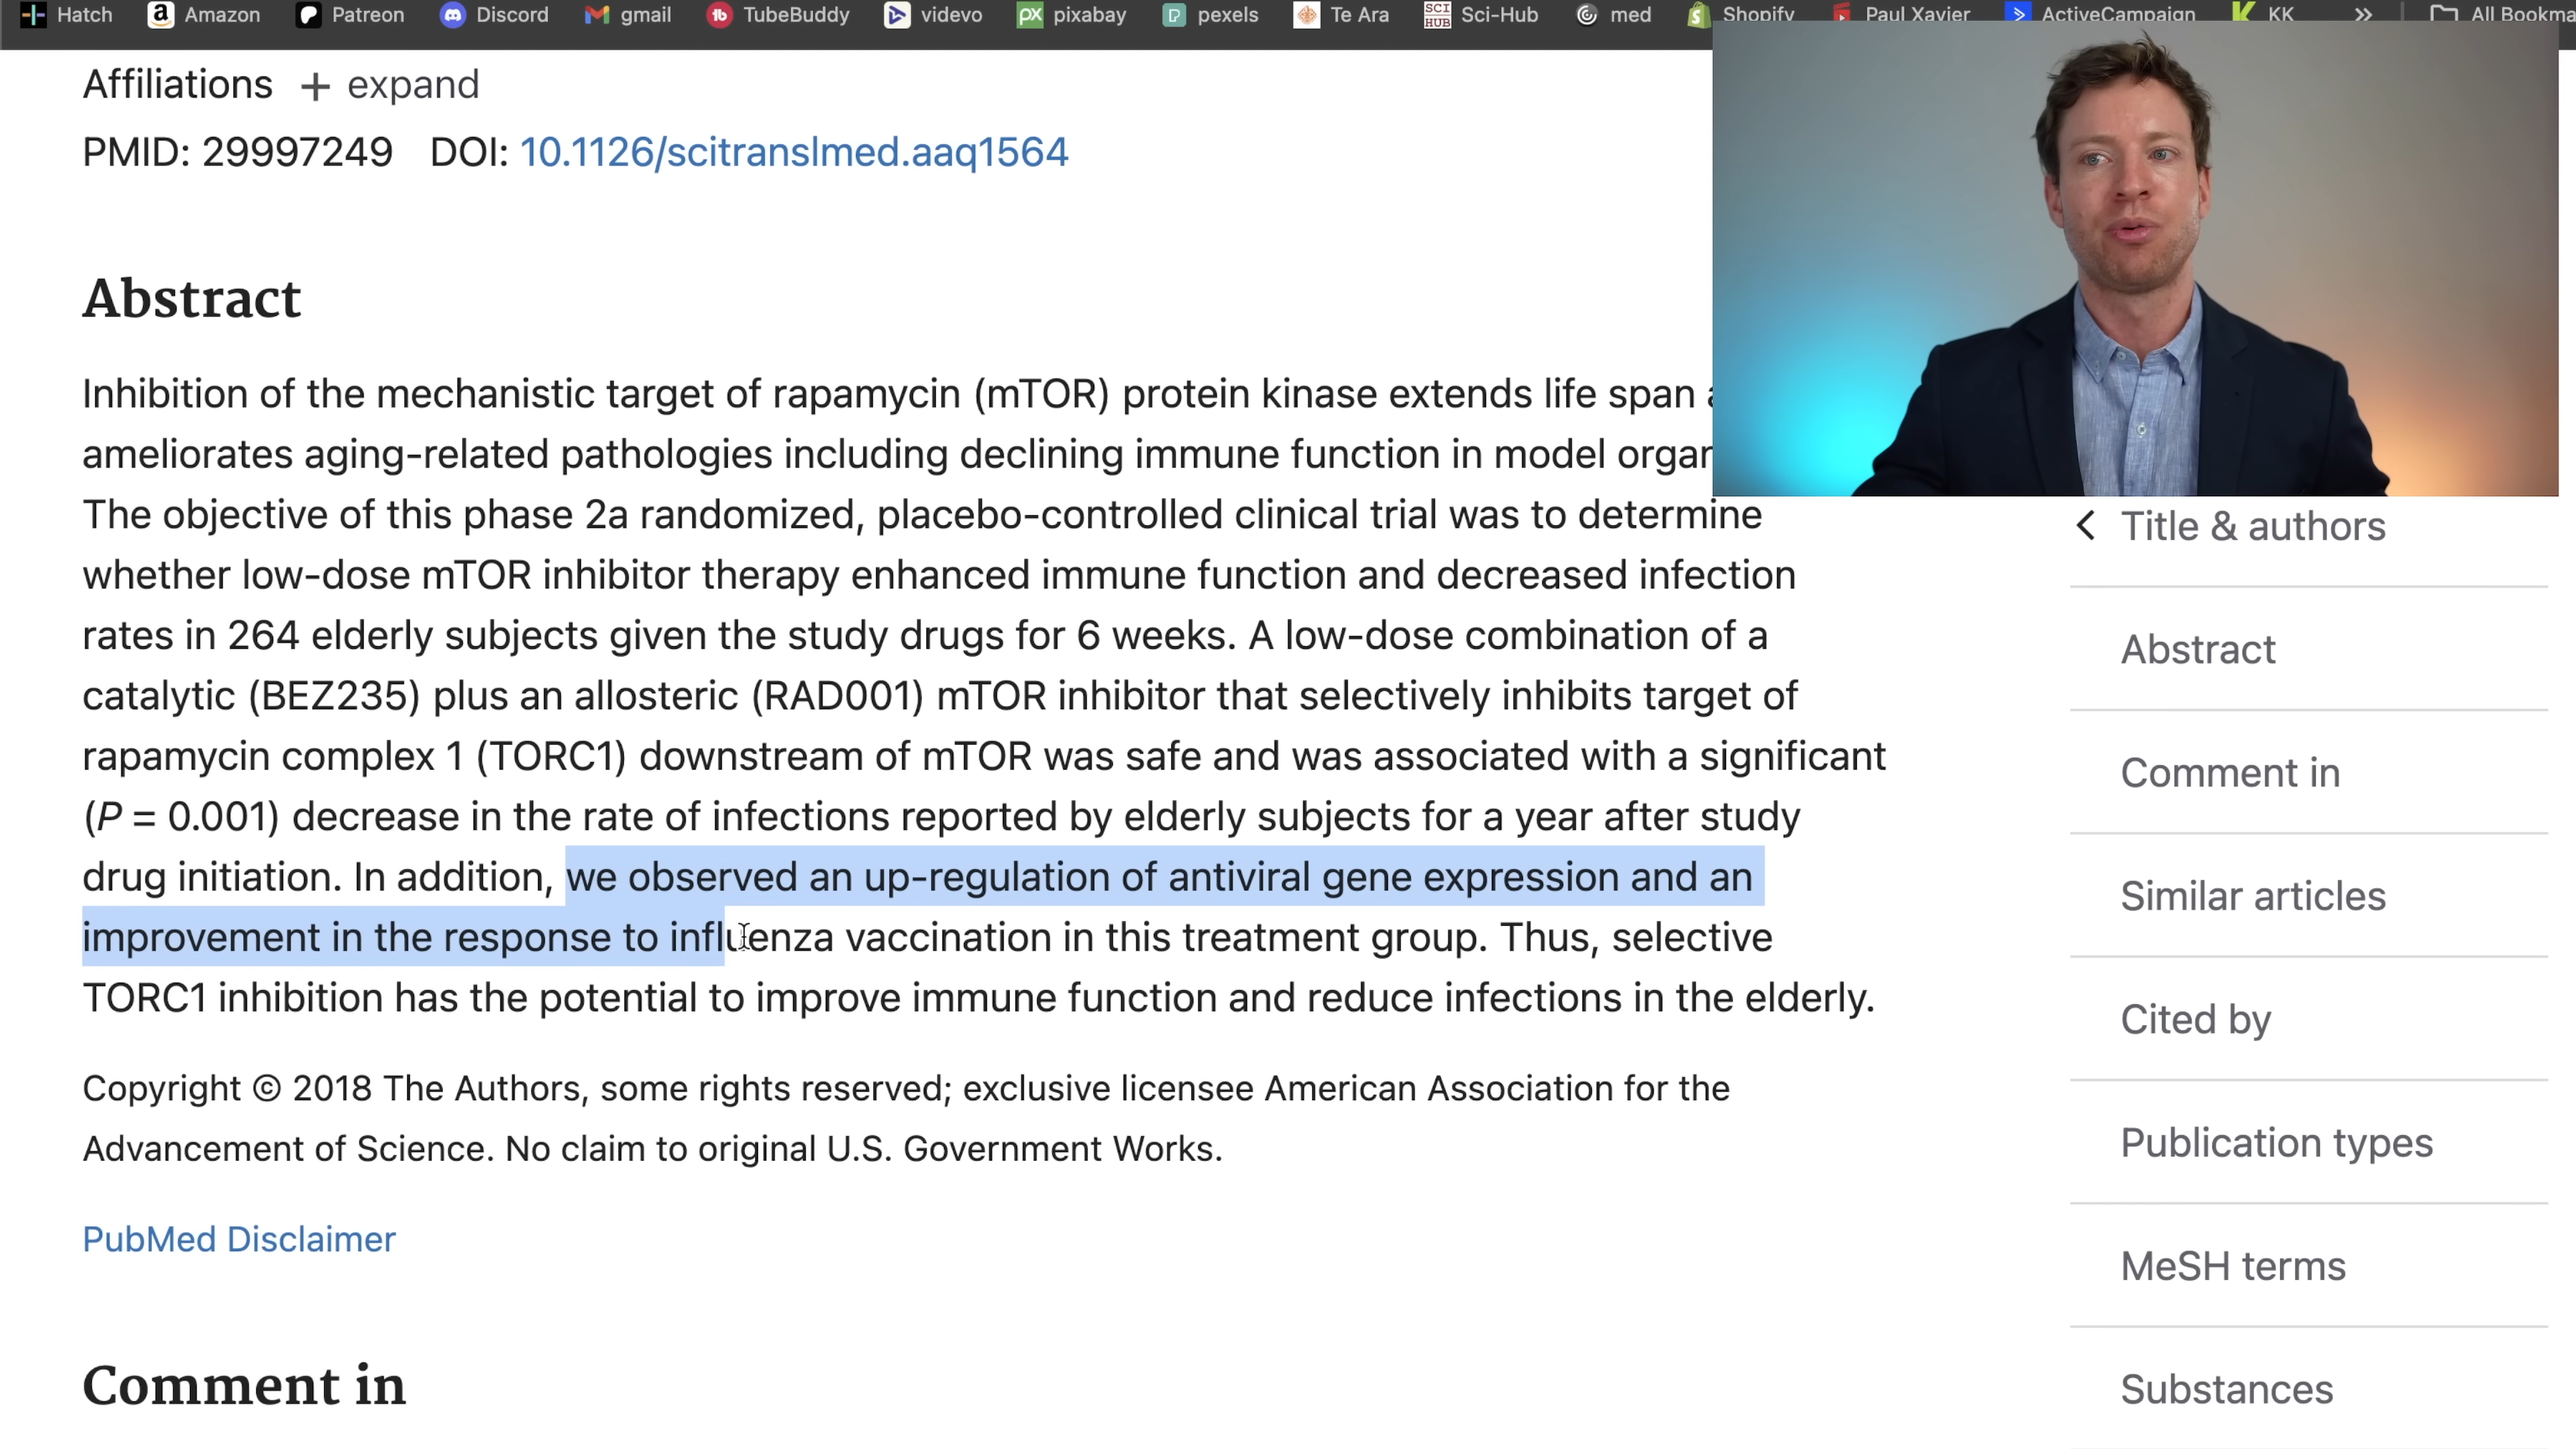 Hatch Amazon Patreon Discord gmail TubeBuddy videvo pixabay pexels Te Ara Sci-Hub med Shopify Paul Xavier ActiveCampaign KK » All Bookma
Affiliations + expand
PMID: 29997249 DOI: 10.1126/scitranslmed.aaq1564
Abstract
Inhibition of the mechanistic target of rapamycin (mTOR) protein kinase extends life span
ameliorates aging-related pathologies including declining immune function in model organ
The objective of this phase 2a randomized, placebo-controlled clinical trial was to determine
whether low-dose mTOR inhibitor therapy enhanced immune function and decreased infection
rates in 264 elderly subjects given the study drugs for 6 weeks. A low-dose combination of a
catalytic (BEZ235) plus an allosteric (RAD001) mTOR inhibitor that selectively inhibits target of
rapamycin complex 1 (TORC1) downstream of mTOR was safe and was associated with a significant
(P = 0.001) decrease in the rate of infections reported by elderly subjects for a year after study
drug initiation. In addition, we observed an up-regulation of antiviral gene expression and an
improvement in the response to influenza vaccination in this treatment group. Thus, selective
TORC1 inhibition has the potential to improve immune function and reduce infections in the elderly.
Copyright © 2018 The Authors, some rights reserved; exclusive licensee American Association for the
Advancement of Science. No claim to original U.S. Government Works.
PubMed Disclaimer
Comment in
Title & authors
Abstract
Comment in
Similar articles
Cited by
Publication types
MeSH terms
Substances